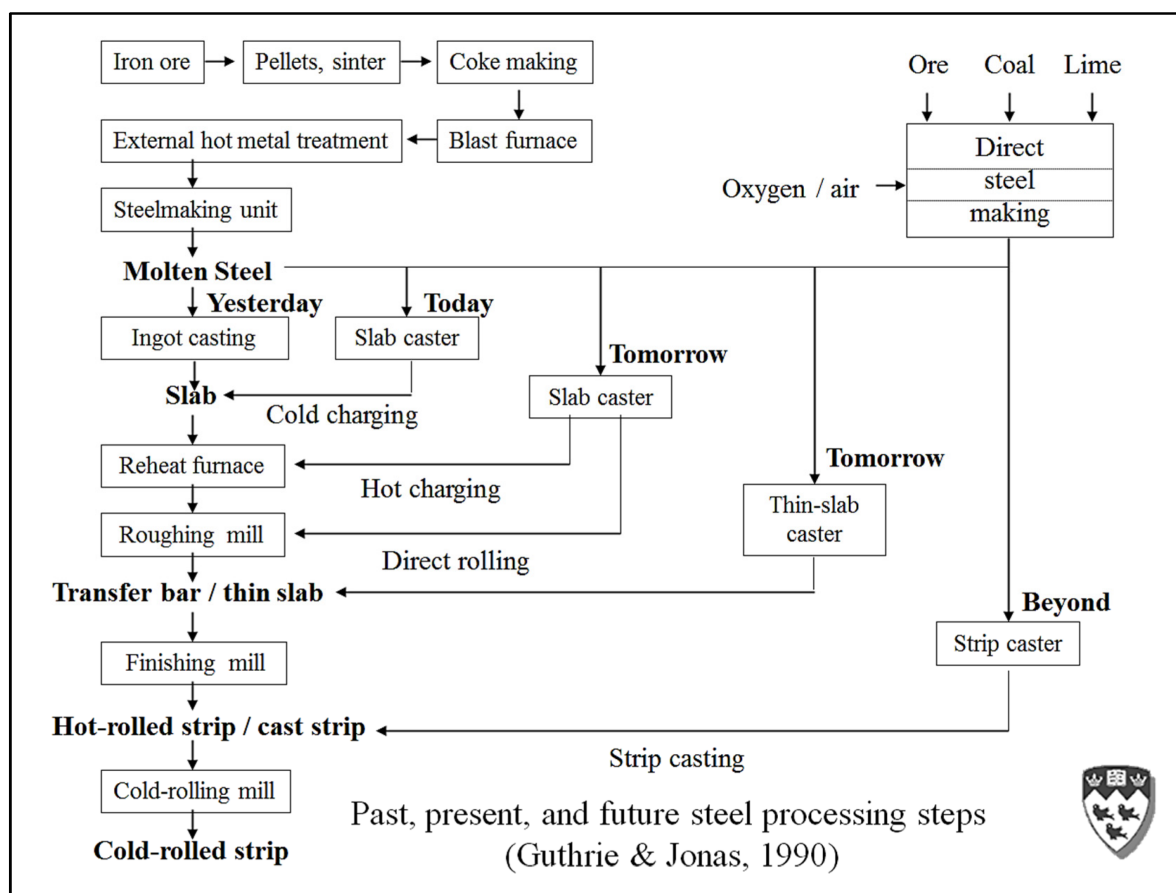 Iron ore
Pellets, sinter
Coke making
Ore
Coal
Lime
External hot metal treatment
Blast furnace
Direct
steel
making
Oxygen / air
Steelmaking unit
Molten Steel
Yesterday
Today
Ingot casting
Slab caster
Tomorrow
Slab
Cold charging
Slab caster
Reheat furnace
Hot charging
Tomorrow
Thin-slab
caster
Roughing mill
Direct rolling
Transfer bar / thin slab
Beyond
Strip caster
Finishing mill
Hot-rolled strip / cast strip
Strip casting
Cold-rolling mill
Cold-rolled strip
Past, present, and future steel processing steps
(Guthrie & Jonas, 1990)